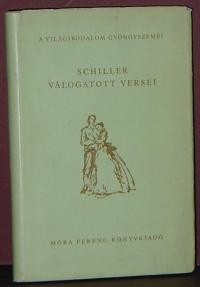 A VILÁGIRODALOM GYÖNGYSZEMEI
SCHILLER
VÁLOGATOTT VERSEI
MÓRA FERENC KÖNYVKIADÓ